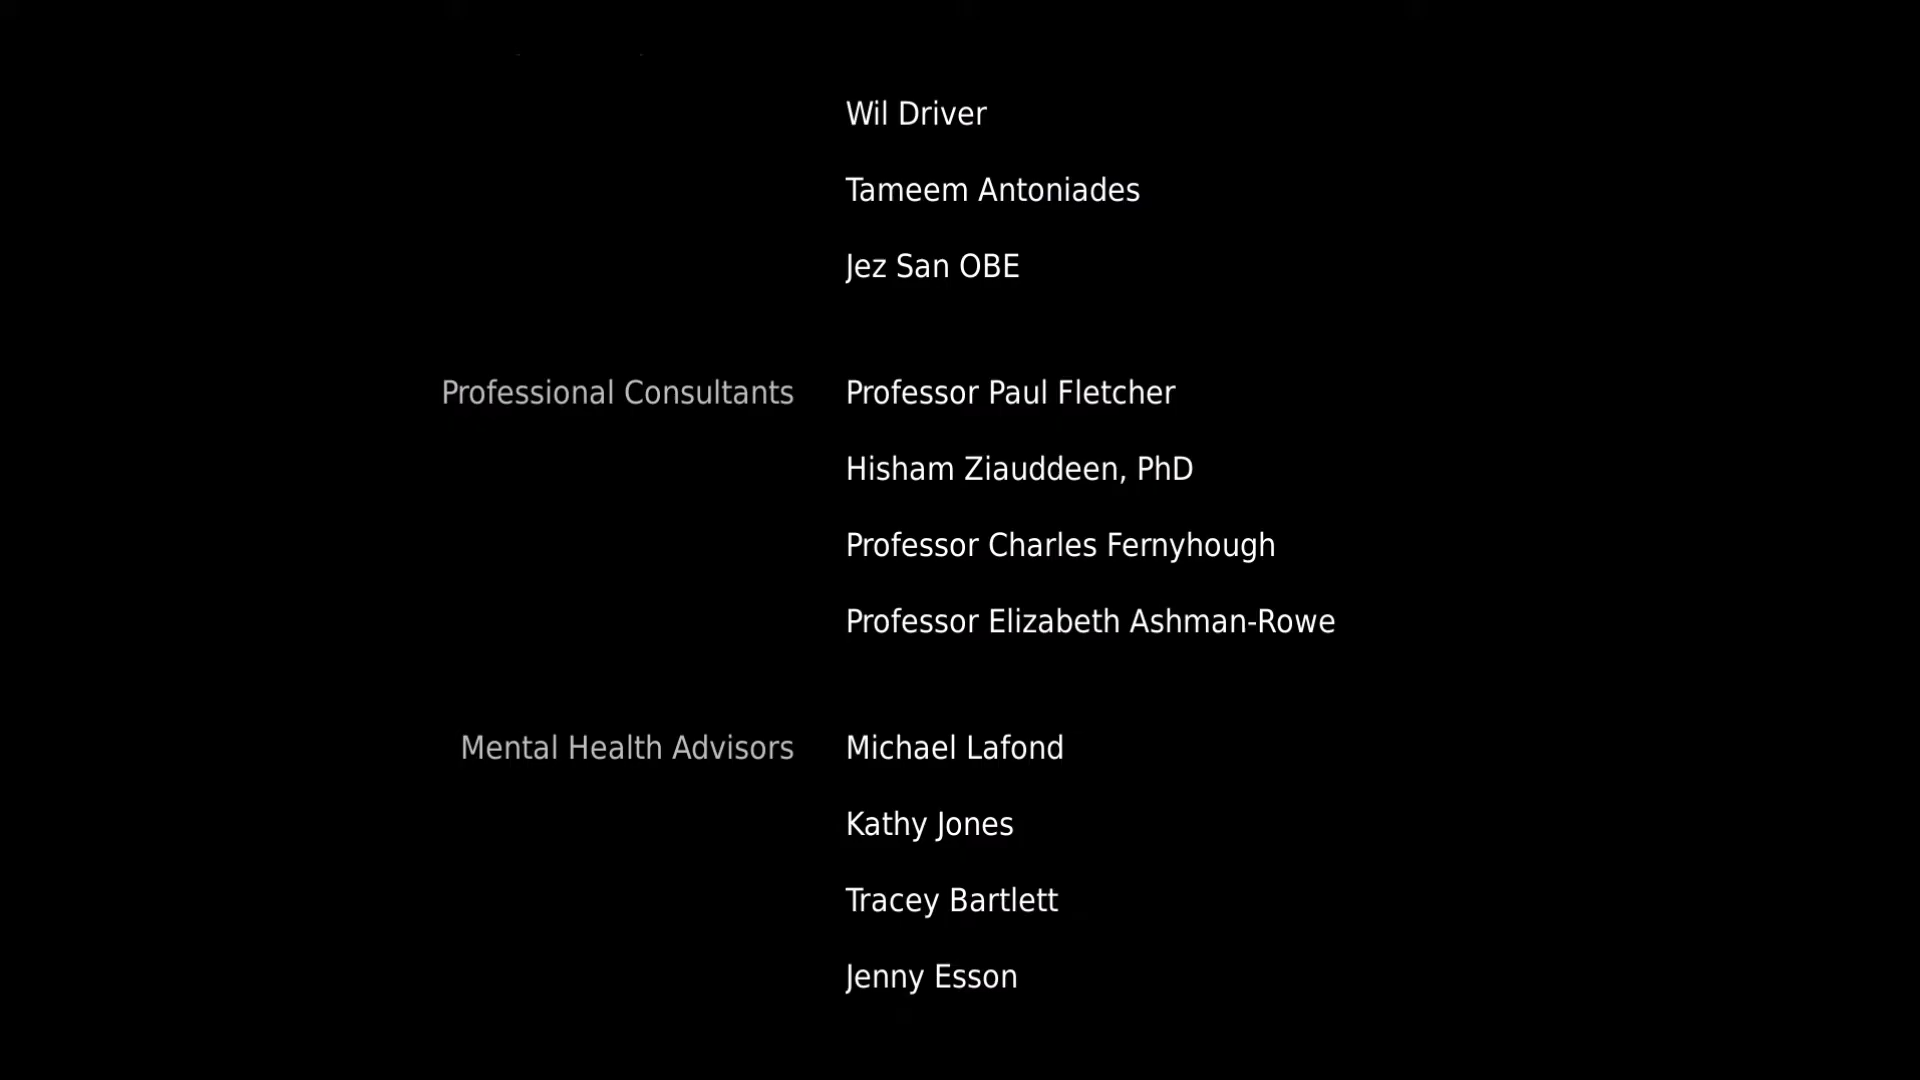 Wil Driver
Tameem Antoniades
Jez San OBE
Professional Consultants Professor Paul Fletcher
Hisham Ziauddeen, PhD
Professor Charles Fernyhough
Professor Elizabeth Ashman-Rowe
Mental Health Advisors Michael Lafond
Kathy Jones
Tracey Bartlett
Jenny Esson